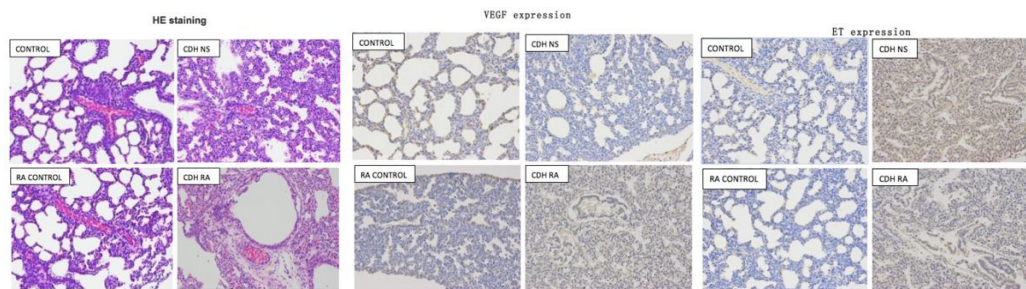 HE staining
CONTROL
CDH NS
RA CONTROL
CDH RA
VEGF expression
CONTROL
CDH NS
RA CONTROL
CDH RA
ET expression
CONTROL
CDH NS
RA CONTROL
CDH RA